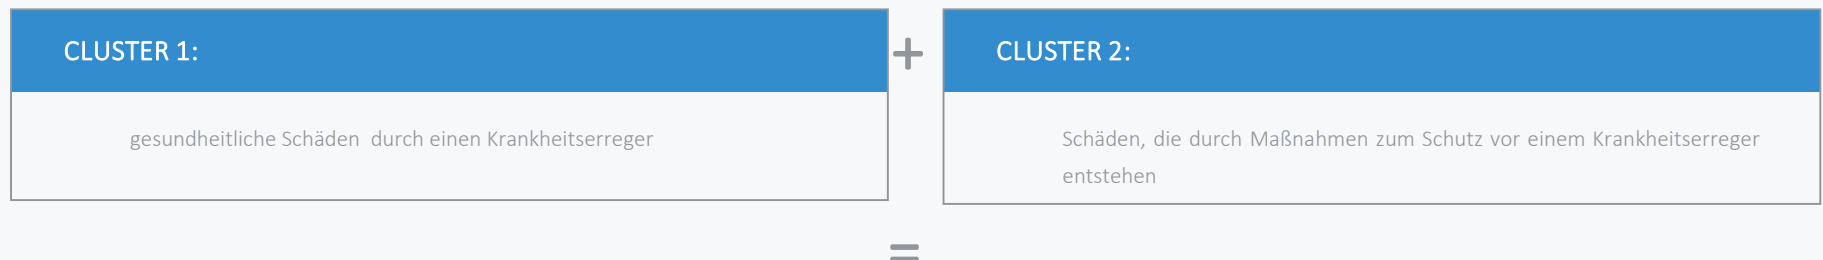 CLUSTER 1:
+
CLUSTER 2:
gesundheitliche Schäden  durch einen Krankheitserreger
Schäden, die durch Maßnahmen zum Schutz vor einem Krankheitserreger
entstehen
=